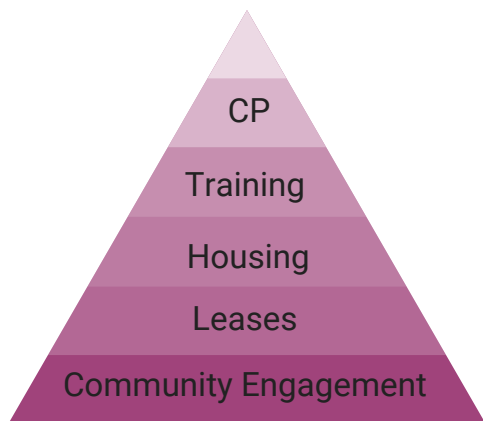 CP
Training
Housing
Leases
Community Engagement